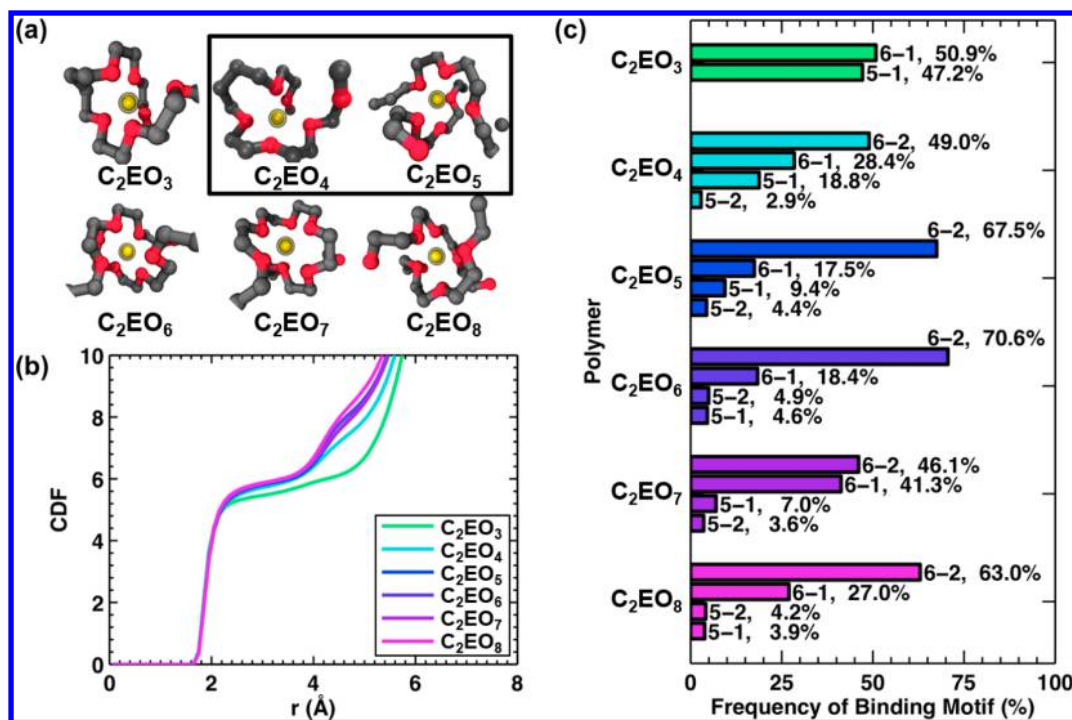 (a)
C₂EO₃ C₂EO₄ C₂EO₅
C₂EO₆ C₂EO₇ C₂EO₈
(b)
10
8
6
4
2
0
CDF
C₂EO₃
C₂EO₄
C₂EO₅
C₂EO₆
C₂EO₇
C₂EO₈
0 2 4 6 8
r (Å)
(c)
Polymer
C₂EO₃
6–1, 50.9%
5–1, 47.2%
C₂EO₄
6–2, 49.0%
6–1, 28.4%
5–1, 18.8%
5–2, 2.9%
C₂EO₅
6–2, 67.5%
6–1, 17.5%
5–1, 9.4%
5–2, 4.4%
C₂EO₆
6–2, 70.6%
6–1, 18.4%
5–2, 4.9%
5–1, 4.6%
C₂EO₇
6–2, 46.1%
6–1, 41.3%
5–1, 7.0%
5–2, 3.6%
C₂EO₈
6–2, 63.0%
6–1, 27.0%
5–2, 4.2%
5–1, 3.9%
0 25 50 75 100
Frequency of Binding Motif (%)